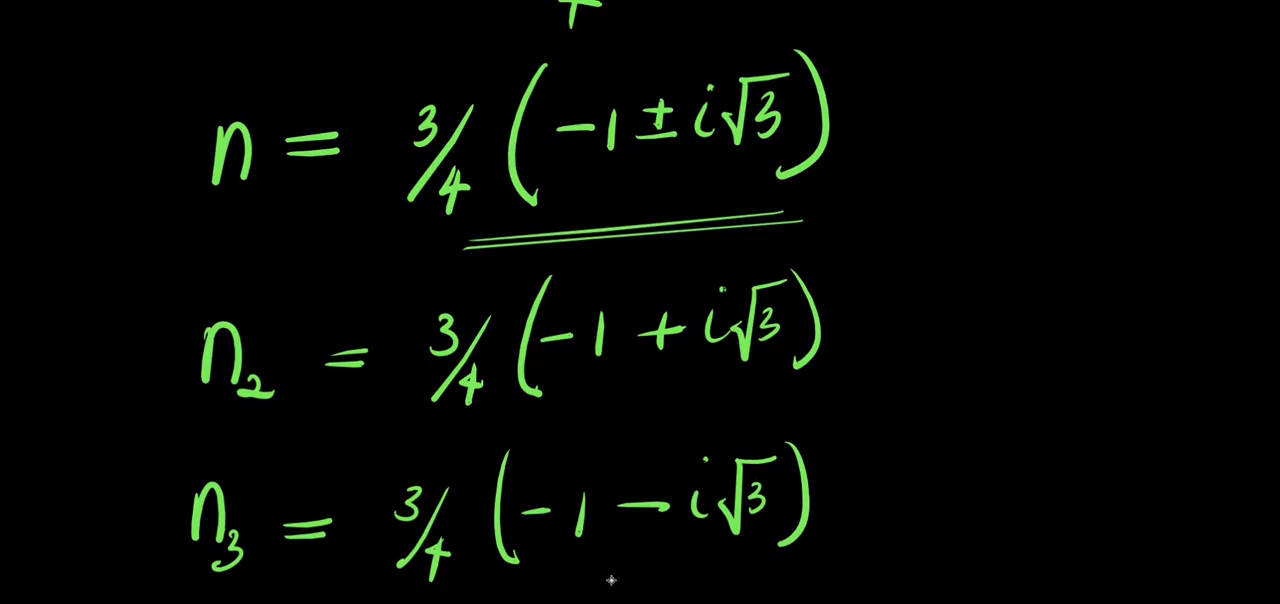 n = 3/4 (-1 ± i√3)
n₂ = 3/4 (-1 + i√3)
n₃ = 3/4 (-1 - i√3)